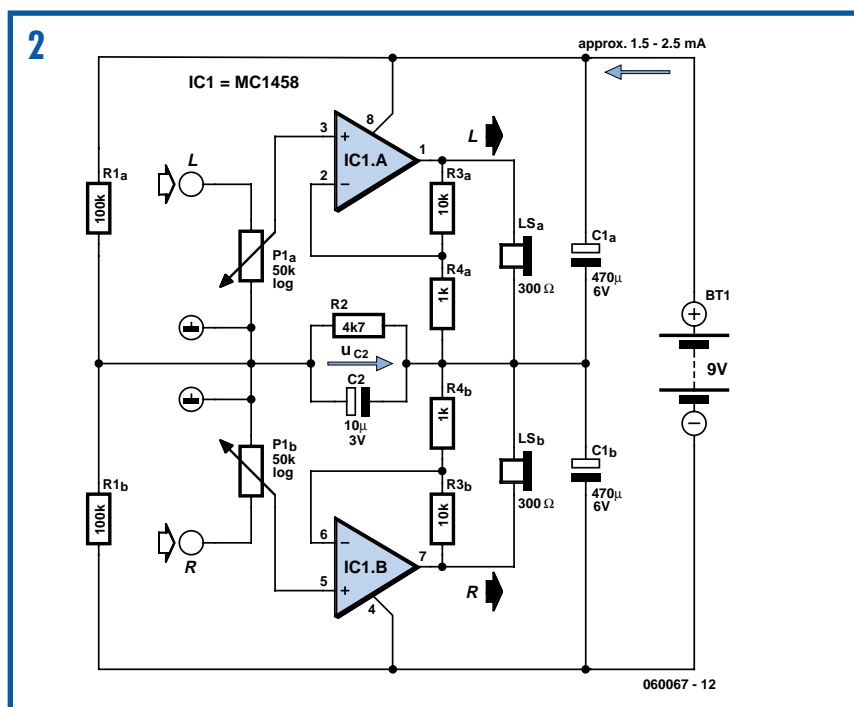 2
approx. 1.5 - 2.5 mA
IC1 = MC1458
8
3
+
IC1.A
1
L
2
−
R3a
10k
L
R1a
100k
P1a
50k
log
LSa
300 Ω
C1a
470µ
6V
R4a
1k
R2
4k7
BT1
+
uC2
9V
C2
10µ
3V
R4b
1k
−
P1b
50k
log
LSb
300 Ω
C1b
470µ
6V
R1b
100k
R3b
10k
6
−
IC1.B
7
R
5
+
R
4
060067 - 12